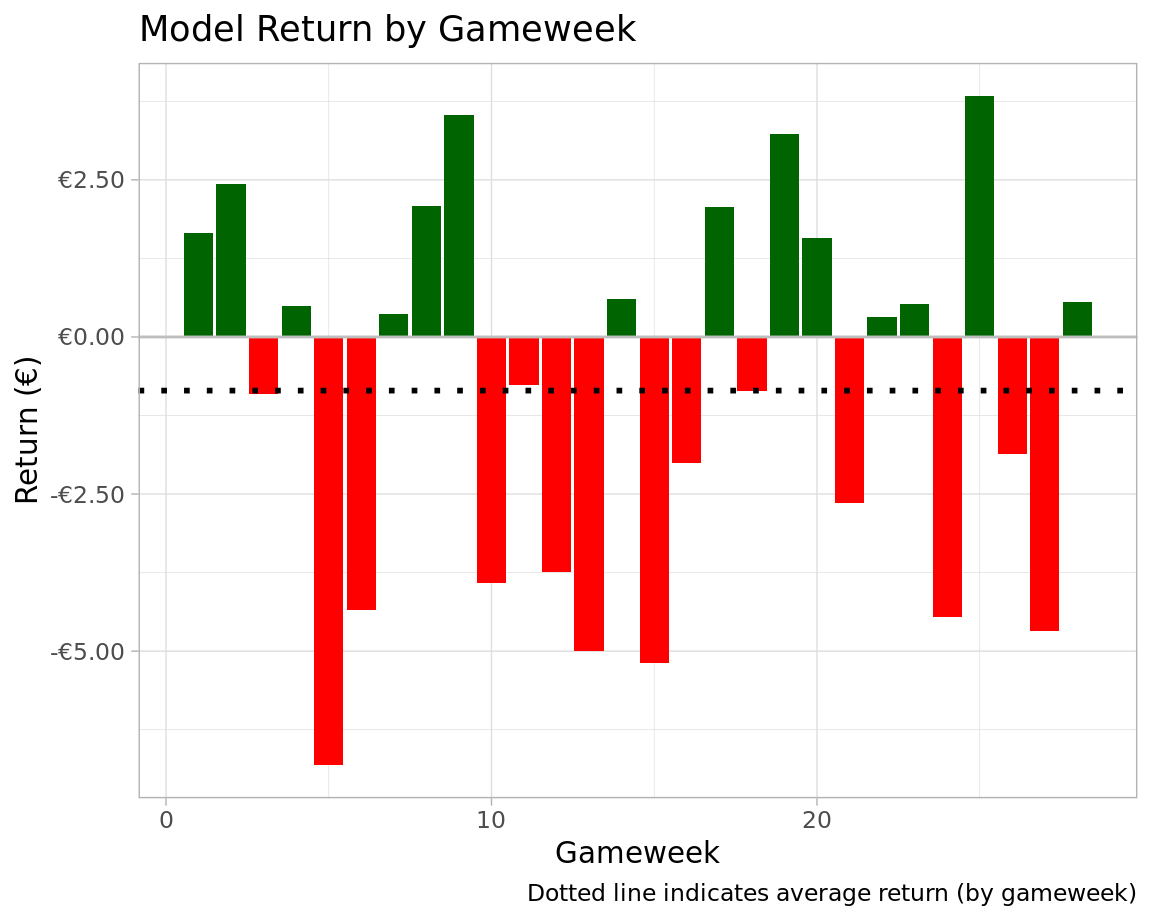 Model Return by Gameweek
€2.50
€0.00
-€2.50
-€5.00
Return (€)
0 10 20
Gameweek
Dotted line indicates average return (by gameweek)